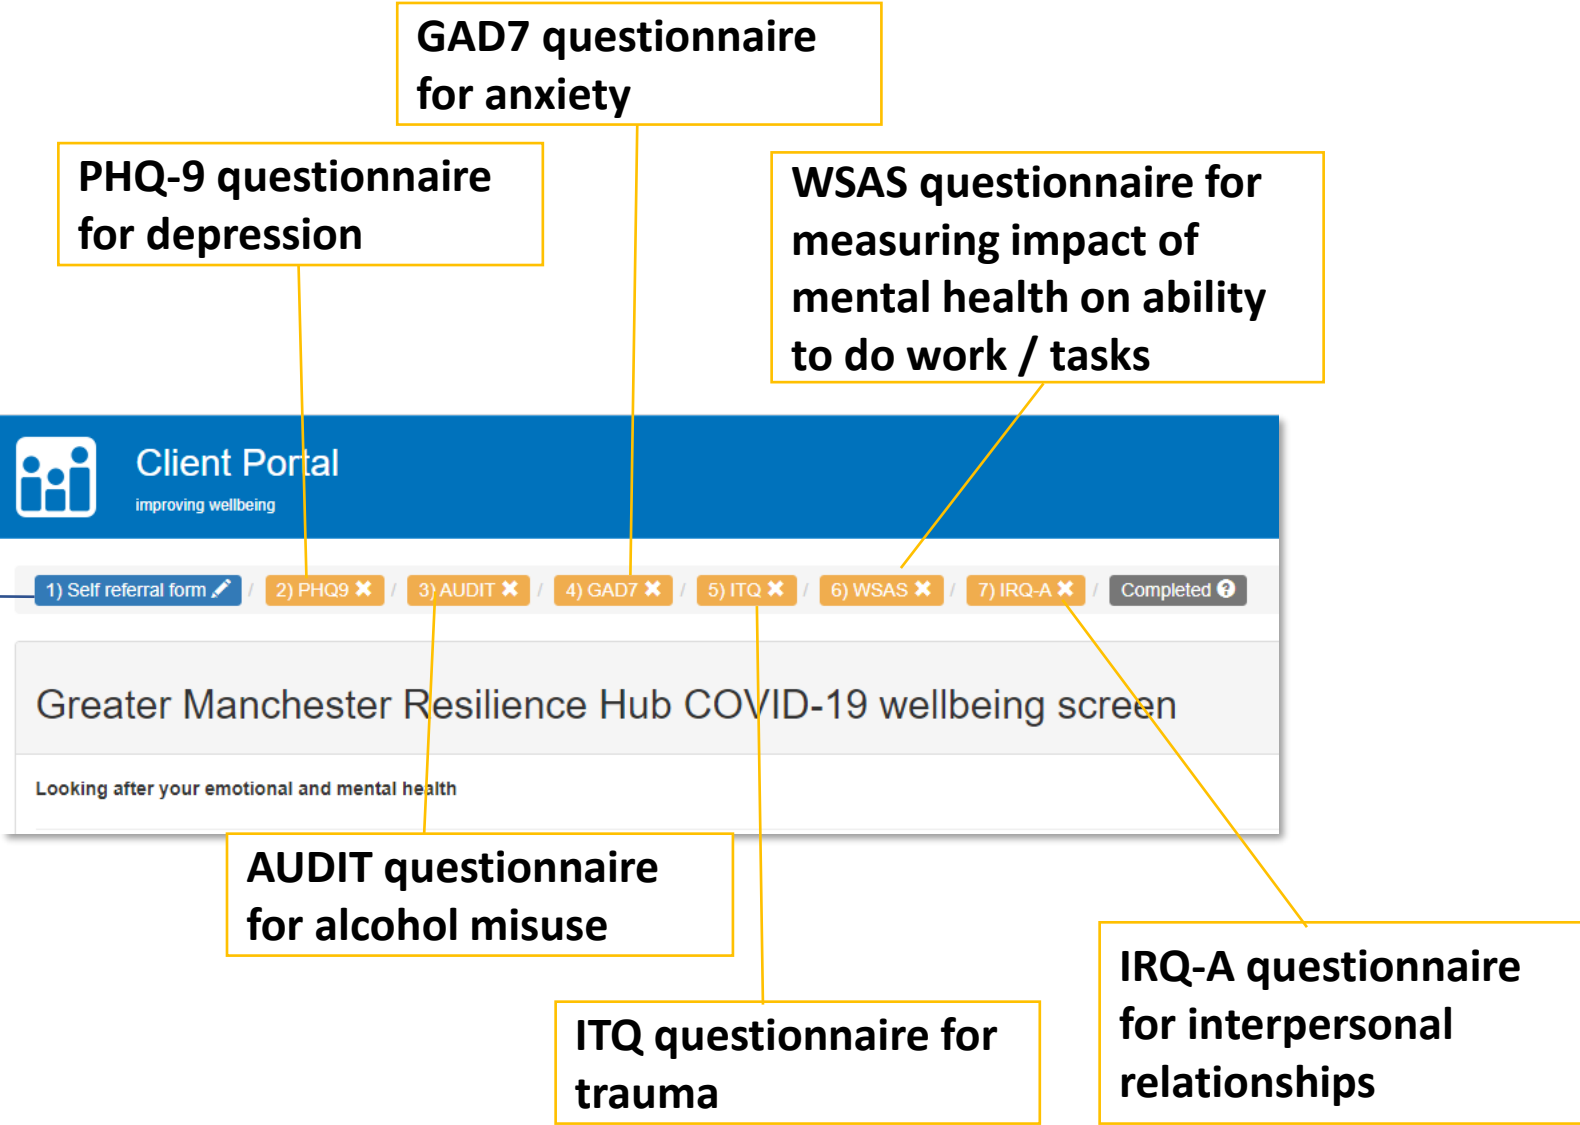 GAD7 questionnaire
for anxiety
PHQ-9 questionnaire
for depression
WSAS questionnaire for
measuring impact of
mental health on ability
to do work / tasks
Client Portal
improving wellbeing
1) Self referral form / 2) PHQ9 ✖ / 3) AUDIT ✖ / 4) GAD7 ✖ / 5) ITQ ✖ / 6) WSAS ✖ / 7) IRQ-A ✖ / Completed ?
Greater Manchester Resilience Hub COVID-19 wellbeing screen
Looking after your emotional and mental health
AUDIT questionnaire
for alcohol misuse
ITQ questionnaire for
trauma
IRQ-A questionnaire
for interpersonal
relationships